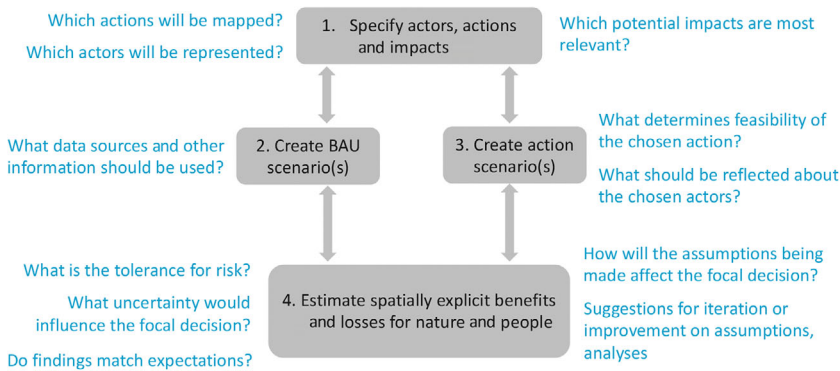 Which actions will be mapped?
Which actors will be represented?
1. Specify actors, actions
and impacts
Which potential impacts are most
relevant?
What data sources and other
information should be used?
2. Create BAU
scenario(s)
3. Create action
scenario(s)
What determines feasibility of
the chosen action?
What should be reflected about
the chosen actors?
What is the tolerance for risk?
What uncertainty would
influence the focal decision?
Do findings match expectations?
4. Estimate spatially explicit benefits
and losses for nature and people
How will the assumptions being
made affect the focal decision?
Suggestions for iteration or
improvement on assumptions,
analyses